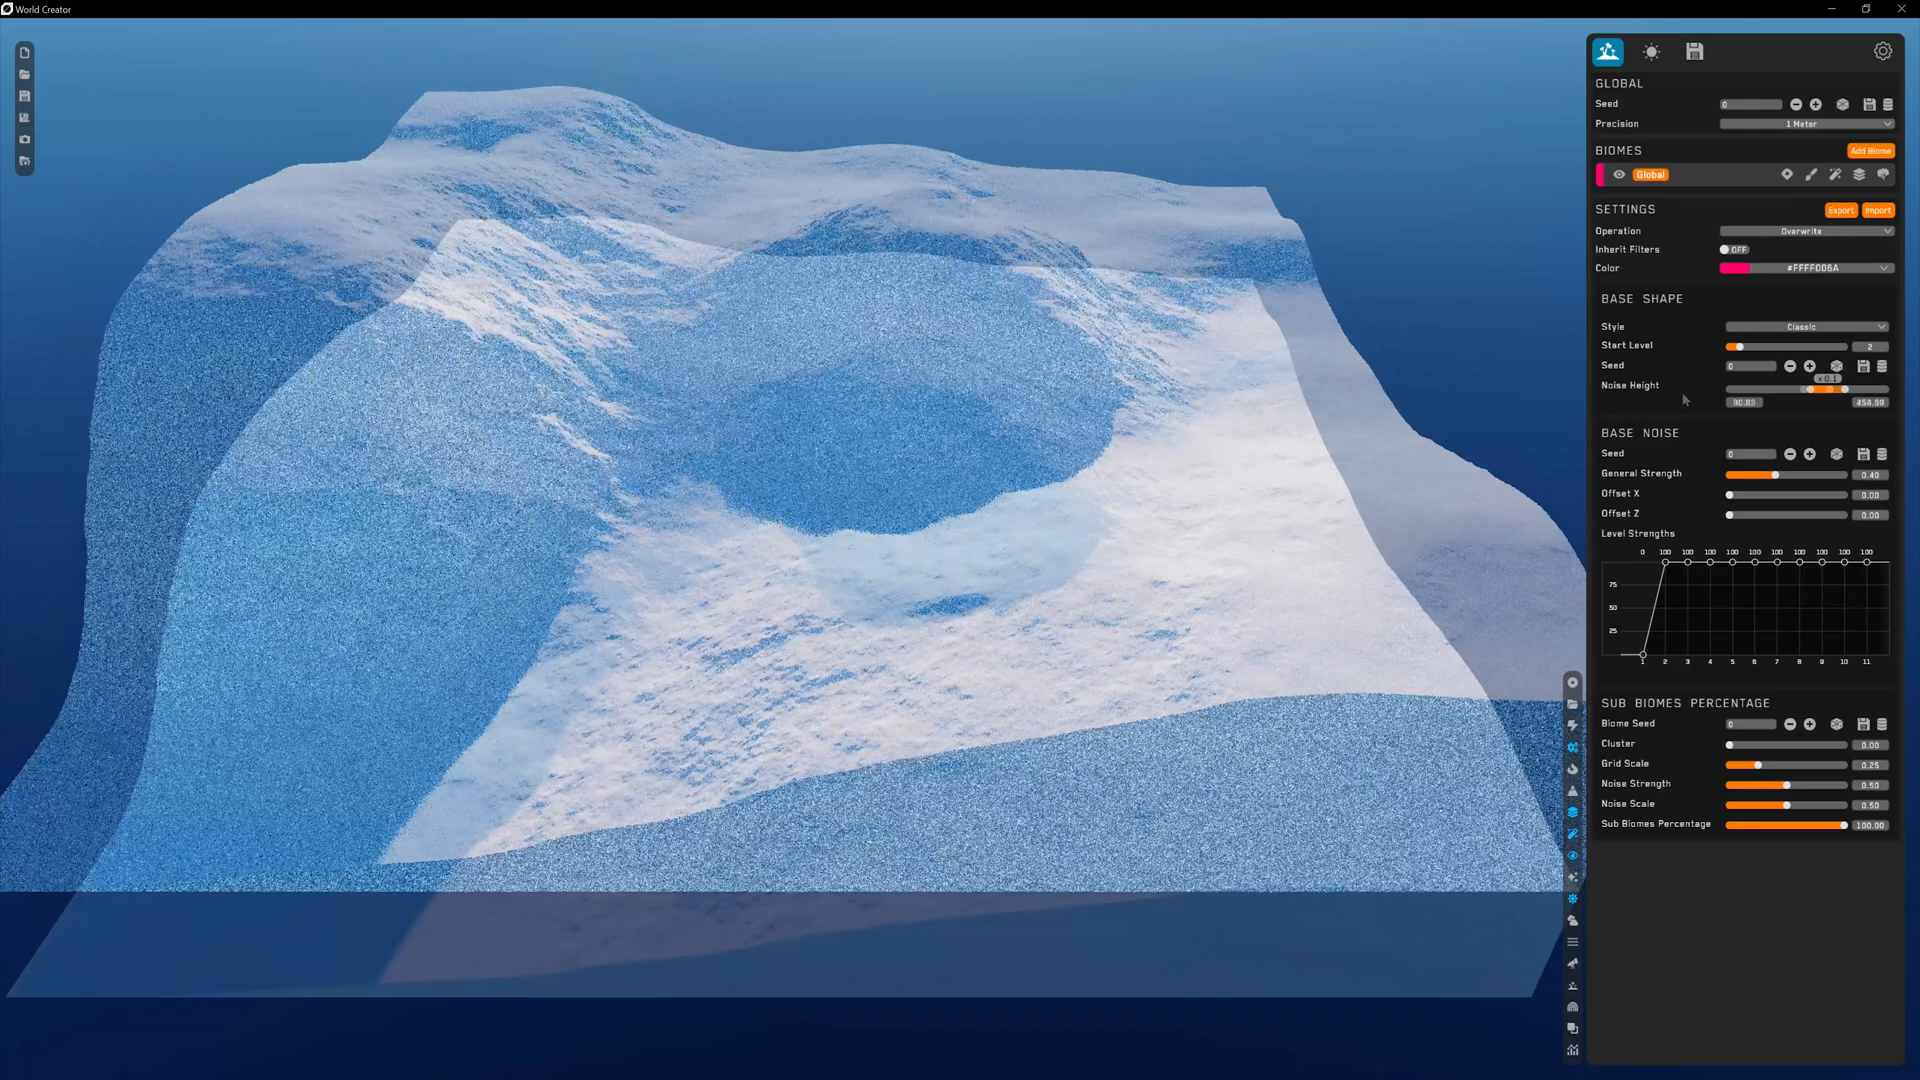 World Creator
GLOBAL
Seed 0
Precision 1 Meter
BIOMES Add Biome
Global
SETTINGS Export Import
Operation Overwrite
Inherit Filters OFF
Color #FFFF006A
BASE SHAPE
Style Classic
Start Level 2
Seed 0
x 0.1
Noise Height
BASE NOISE
Seed 0
General Strength 0.40
Offset X 0.00
Offset Z 0.00
Level Strengths
0 100 100 100 100 100 100 100 100 100 100
75
50
25
1 2 3 4 5 6 7 8 9 10 11
SUB BIOMES PERCENTAGE
Biome Seed 0
Cluster 0.00
Grid Scale 0.25
Noise Strength 0.50
Noise Scale 0.50
Sub Biomes Percentage 100.00